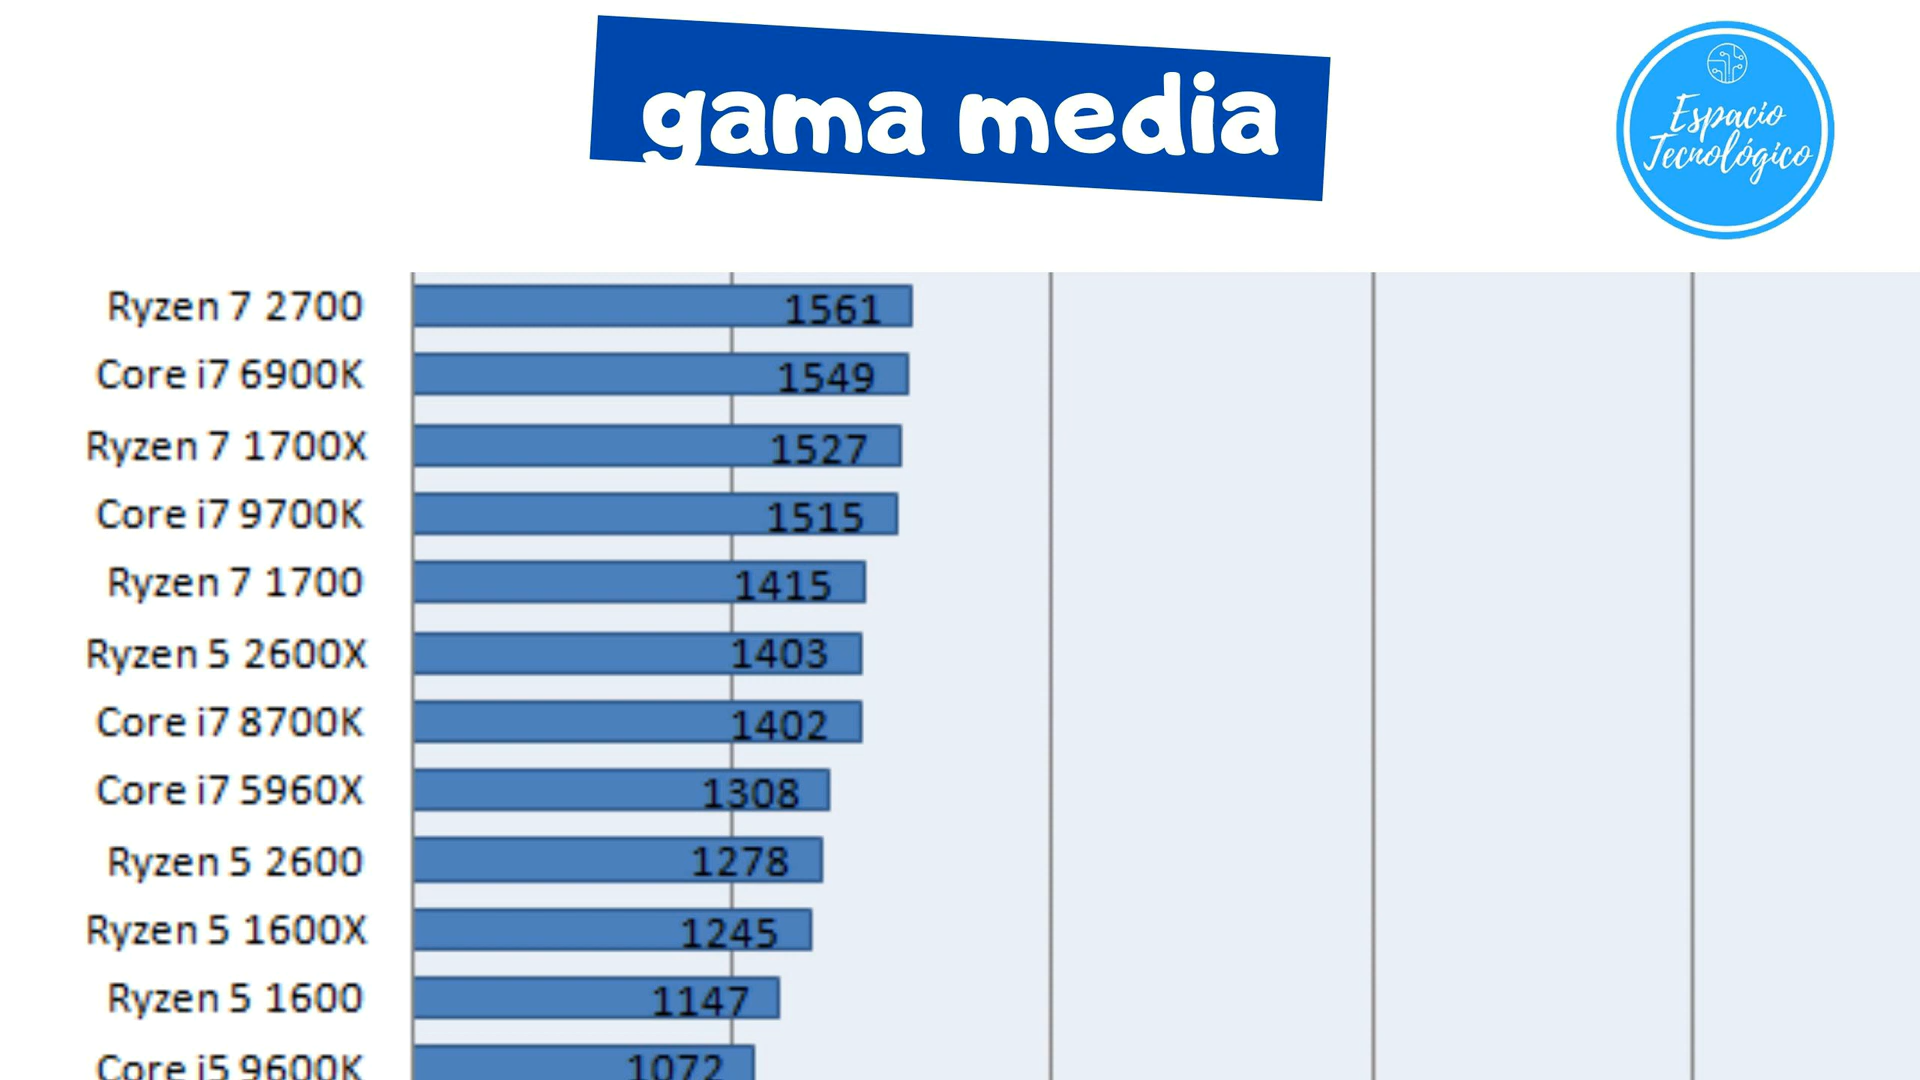 gama media
Espacío
Tecnológico
Ryzen 7 2700 1561
Core i7 6900K 1549
Ryzen 7 1700X 1527
Core i7 9700K 1515
Ryzen 7 1700 1415
Ryzen 5 2600X 1403
Core i7 8700K 1402
Core i7 5960X 1308
Ryzen 5 2600 1278
Ryzen 5 1600X 1245
Ryzen 5 1600 1147
Core i5 9600K 1072